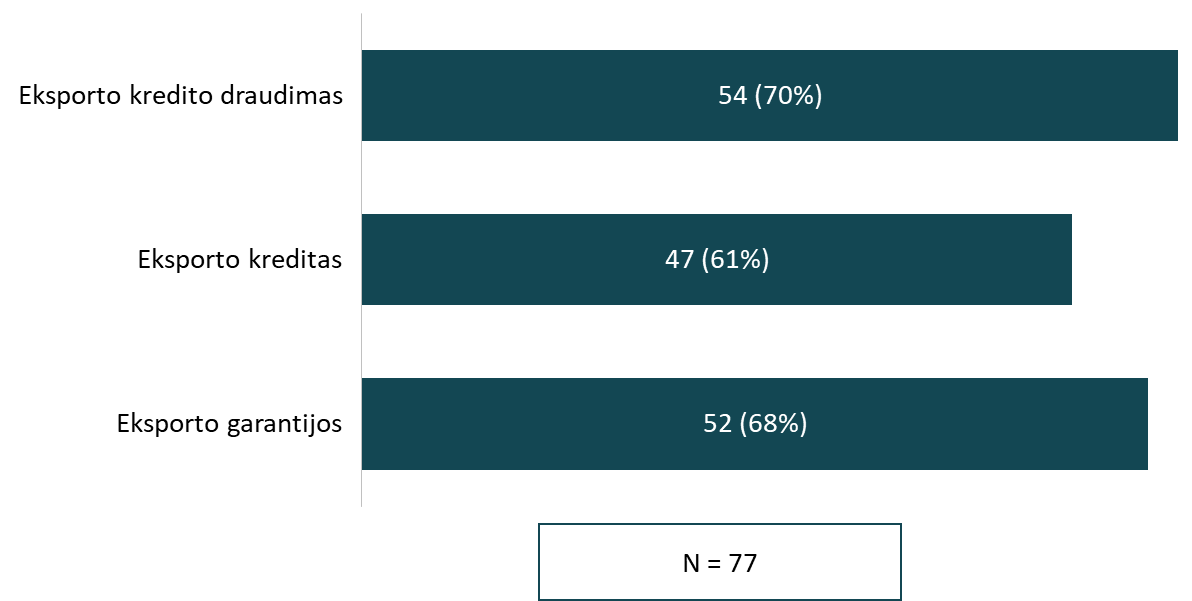 Eksporto kredito draudimas
54 (70%)
Eksporto kreditas
47 (61%)
Eksporto garantijos
52 (68%)
N = 77